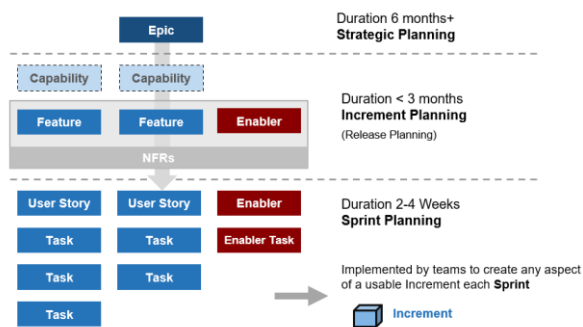 Epic
Duration 6 months+
Strategic Planning
Capability Capability
Duration < 3 months
Feature Feature Enabler
Increment Planning
(Release Planning)
NFRs
User Story User Story Enabler
Duration 2-4 Weeks
Sprint Planning
Task Task Enabler Task
Task Task
Implemented by teams to create any aspect
of a usable Increment each Sprint
Task
Increment